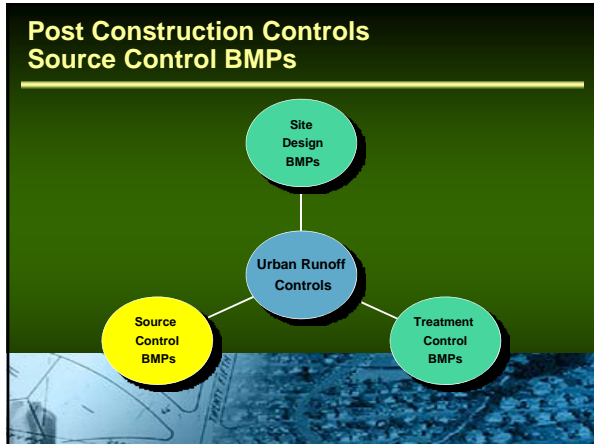 Post Construction Controls
Source Control BMPs
Site
Design
BMPs
Urban Runoff
Controls
Source
Control
BMPs
Treatment
Control
BMPs